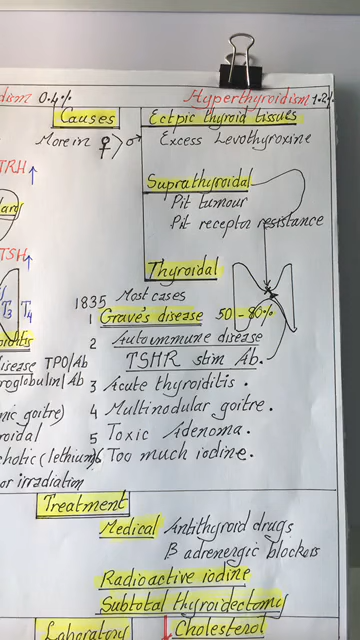 dism 0.4% Hyperthyroidism 1.2%
Causes Ectpic thyroid tissues
More in ♀ > ♂ Excess Levothyroxine
TRH ↑
Suprathyroidal
Pit tumour
Pit receptor resistance
TSH ↑
Thyroidal
T3 T4
1835 Most cases
1 Grave's disease 50-80%
2 Autoimmune disease
disease TPO/Ab TSHR stim Ab.
roglobulin/Ab 3 Acute thyroiditis.
nic goitre) 4 Multinodular goitre.
roidal 5 Toxic Adenoma.
hotic (lethium) 6 Too much iodine.
or irradiation
Treatment
Medical Antithyroid drugs
B adrenergic blockers
Radioactive iodine
Subtotal thyroidectomy
Laboratory ↓ Cholesterol